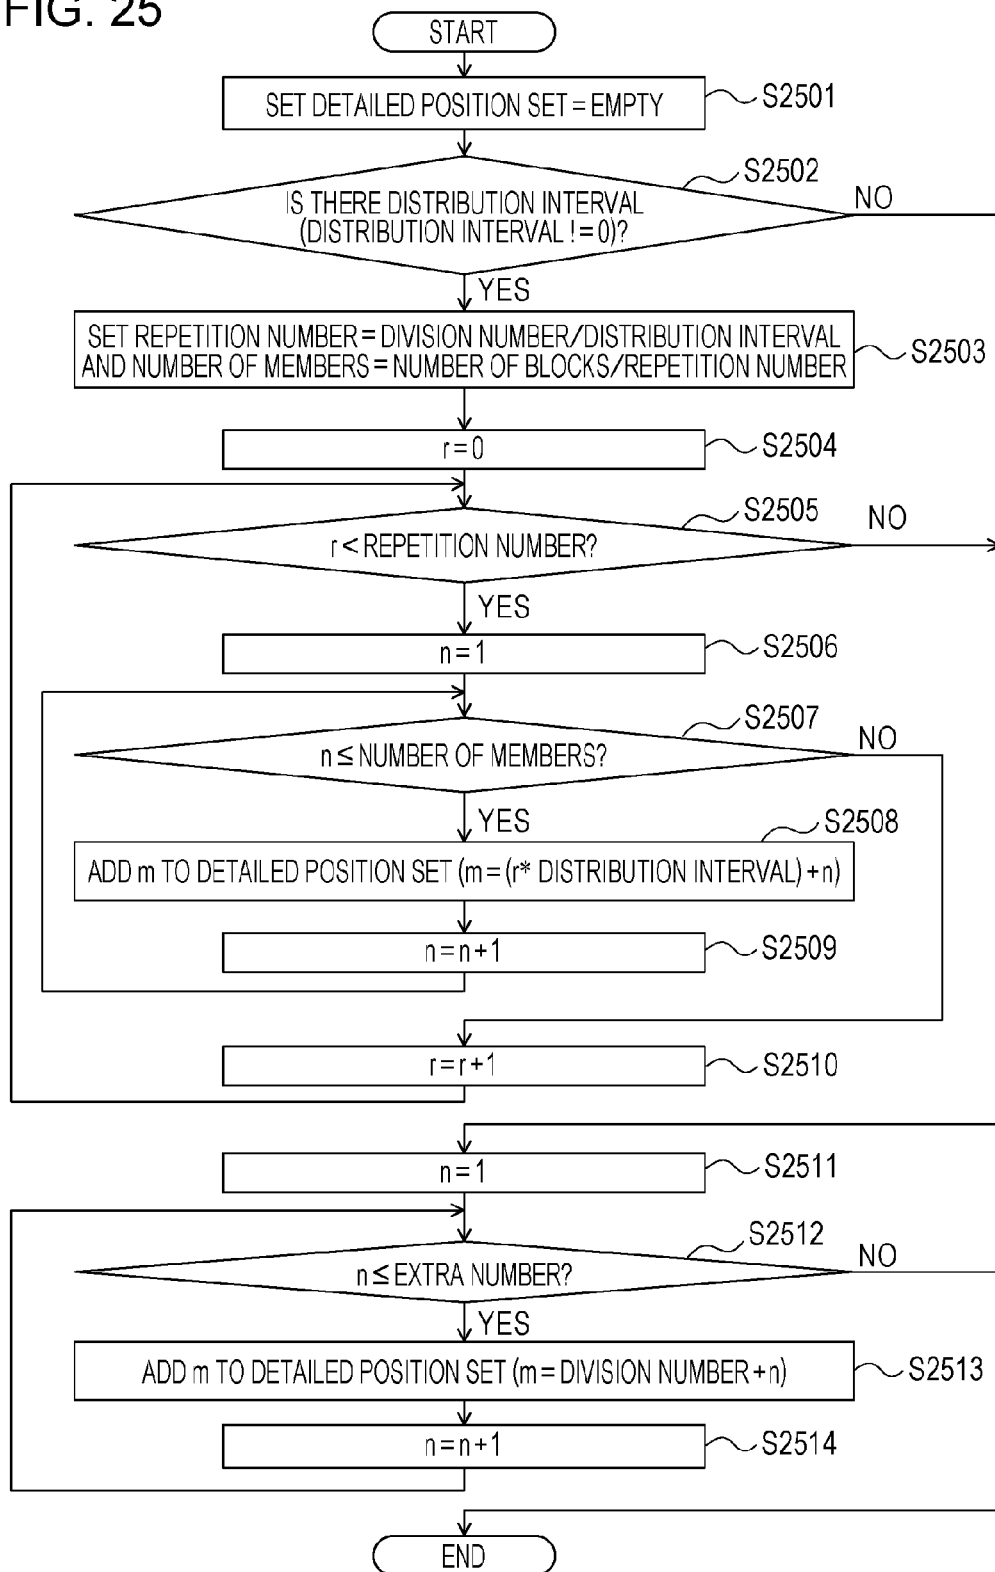 FIG. 25
START
SET DETAILED POSITION SET = EMPTY
S2501
S2502
IS THERE DISTRIBUTION INTERVAL
(DISTRIBUTION INTERVAL != 0)?
NO
YES
SET REPETITION NUMBER = DIVISION NUMBER/DISTRIBUTION INTERVAL
AND NUMBER OF MEMBERS = NUMBER OF BLOCKS/REPETITION NUMBER
S2503
r = 0
S2504
S2505
r < REPETITION NUMBER?
NO
YES
n = 1
S2506
S2507
n ≤ NUMBER OF MEMBERS?
NO
YES
S2508
ADD m TO DETAILED POSITION SET (m = (r* DISTRIBUTION INTERVAL) + n)
n = n + 1
S2509
r = r + 1
S2510
n = 1
S2511
S2512
n ≤ EXTRA NUMBER?
NO
YES
ADD m TO DETAILED POSITION SET (m = DIVISION NUMBER + n)
S2513
n = n + 1
S2514
END